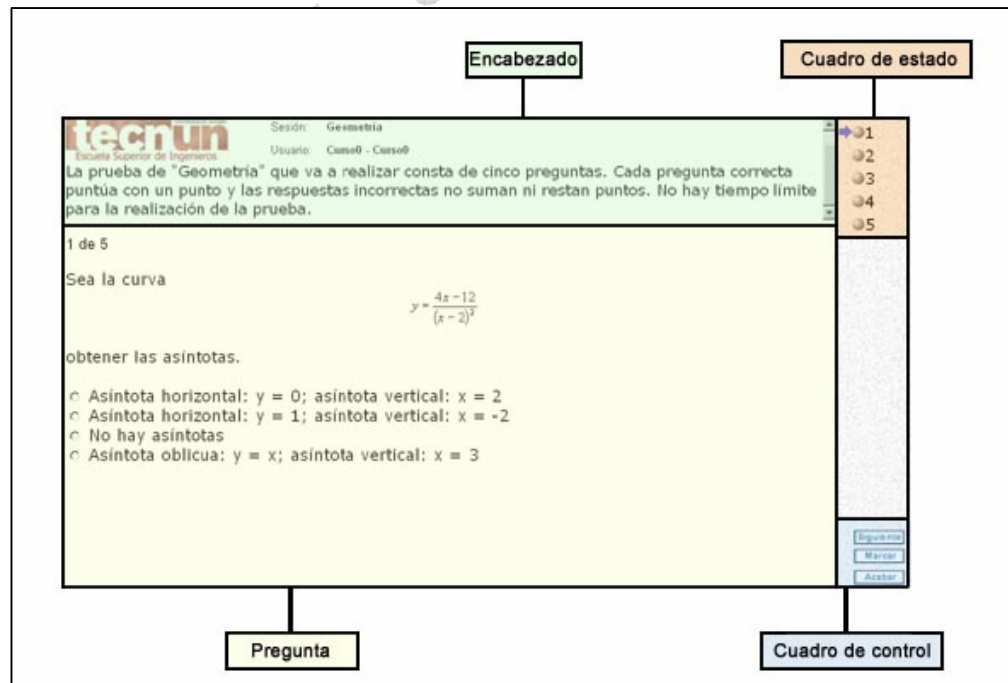 Encabezado
Cuadro de estado
tecnun
Escuela Superior de Ingenieros
Sesión: Geometría
Usuario: Curso0 - Curso0
La prueba de "Geometría" que va a realizar consta de cinco preguntas. Cada pregunta correcta
puntúa con un punto y las respuestas incorrectas no suman ni restan puntos. No hay tiempo límite
para la realización de la prueba.
1
2
3
4
5
1 de 5
Sea la curva
y = \frac{4x-12}{(x-2)^2}
obtener las asíntotas.
Asíntota horizontal: y = 0; asíntota vertical: x = 2
Asíntota horizontal: y = 1; asíntota vertical: x = -2
No hay asíntotas
Asíntota oblicua: y = x; asíntota vertical: x = 3
Siguiente
Marcar
Acabar
Pregunta
Cuadro de control